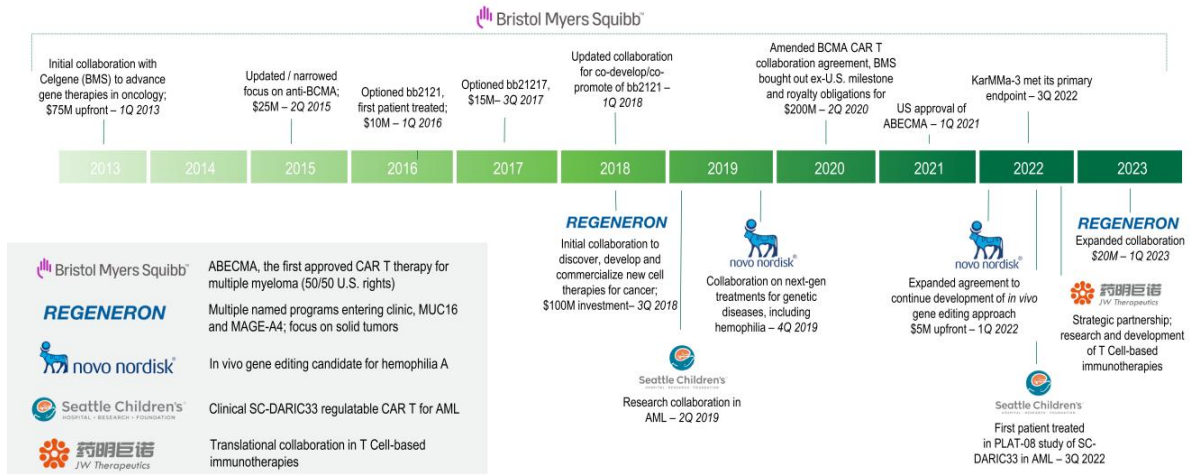 Bristol Myers Squibb™
Initial collaboration with
Celgene (BMS) to advance
gene therapies in oncology;
$75M upfront – 1Q 2013
Updated / narrowed
focus on anti-BCMA;
$25M – 2Q 2015
Optioned bb2121,
first patient treated;
$10M – 1Q 2016
Optioned bb21217,
$15M– 3Q 2017
Updated collaboration
for co-develop/co-
promote of bb2121 –
1Q 2018
Amended BCMA CAR T
collaboration agreement, BMS
bought out ex-U.S. milestone
and royalty obligations for
$200M – 2Q 2020
US approval of
ABECMA – 1Q 2021
KarMMa-3 met its primary
endpoint – 3Q 2022
2013
2014
2015
2016
2017
2018
2019
2020
2021
2022
2023
REGENERON
Initial collaboration to
discover, develop and
commercialize new cell
therapies for cancer;
$100M investment– 3Q 2018
Seattle Children's
HOSPITAL • RESEARCH • FOUNDATION
Research collaboration in
AML – 2Q 2019
novo nordisk®
Collaboration on next-gen
treatments for genetic
diseases, including
hemophilia – 4Q 2019
novo nordisk®
Expanded agreement to
continue development of in vivo
gene editing approach
$5M upfront – 1Q 2022
Seattle Children's
HOSPITAL • RESEARCH • FOUNDATION
First patient treated
in PLAT-08 study of SC-
DARIC33 in AML – 3Q 2022
REGENERON
Expanded collaboration
$20M – 1Q 2023
药明巨诺
JW Therapeutics
Strategic partnership;
research and development
of T Cell-based
immunotherapies
Bristol Myers Squibb™
ABECMA, the first approved CAR T therapy for
multiple myeloma (50/50 U.S. rights)
REGENERON
Multiple named programs entering clinic, MUC16
and MAGE-A4; focus on solid tumors
novo nordisk®
In vivo gene editing candidate for hemophilia A
Seattle Children's®
HOSPITAL • RESEARCH • FOUNDATION
Clinical SC-DARIC33 regulatable CAR T for AML
药明巨诺
JW Therapeutics
Translational collaboration in T Cell-based
immunotherapies